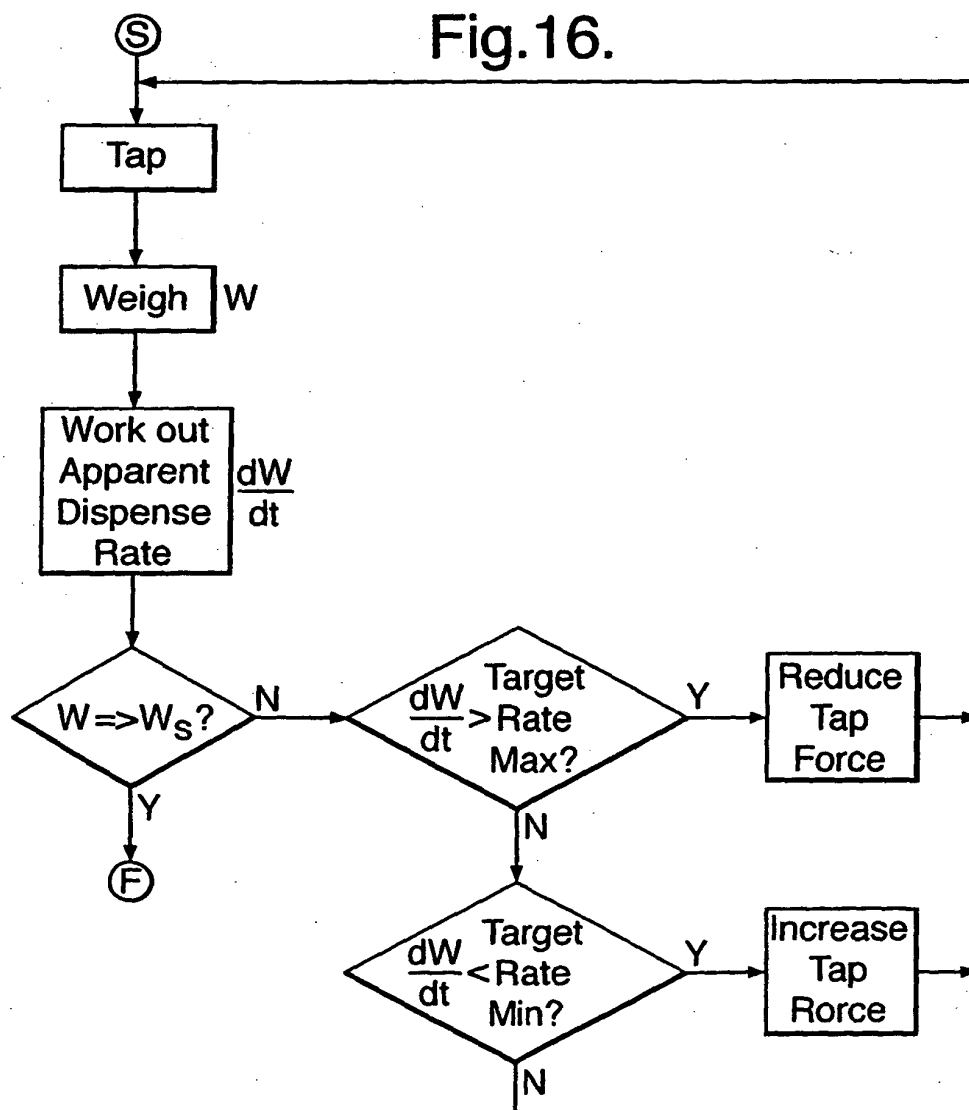 Fig.16.
S
Tap
Weigh W
Work out
Apparent
Dispense
Rate
dW
dt
W=>WS?
N
Y
F
dW
dt
>
Target
Rate
Max?
Y
N
Reduce
Tap
Force
dW
dt
<
Target
Rate
Min?
Y
N
Increase
Tap
Rorce